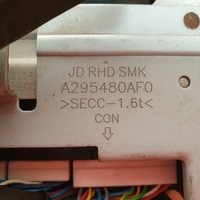 JD RHD SMK
A295480AF0
>SECC-1.6t<
CON